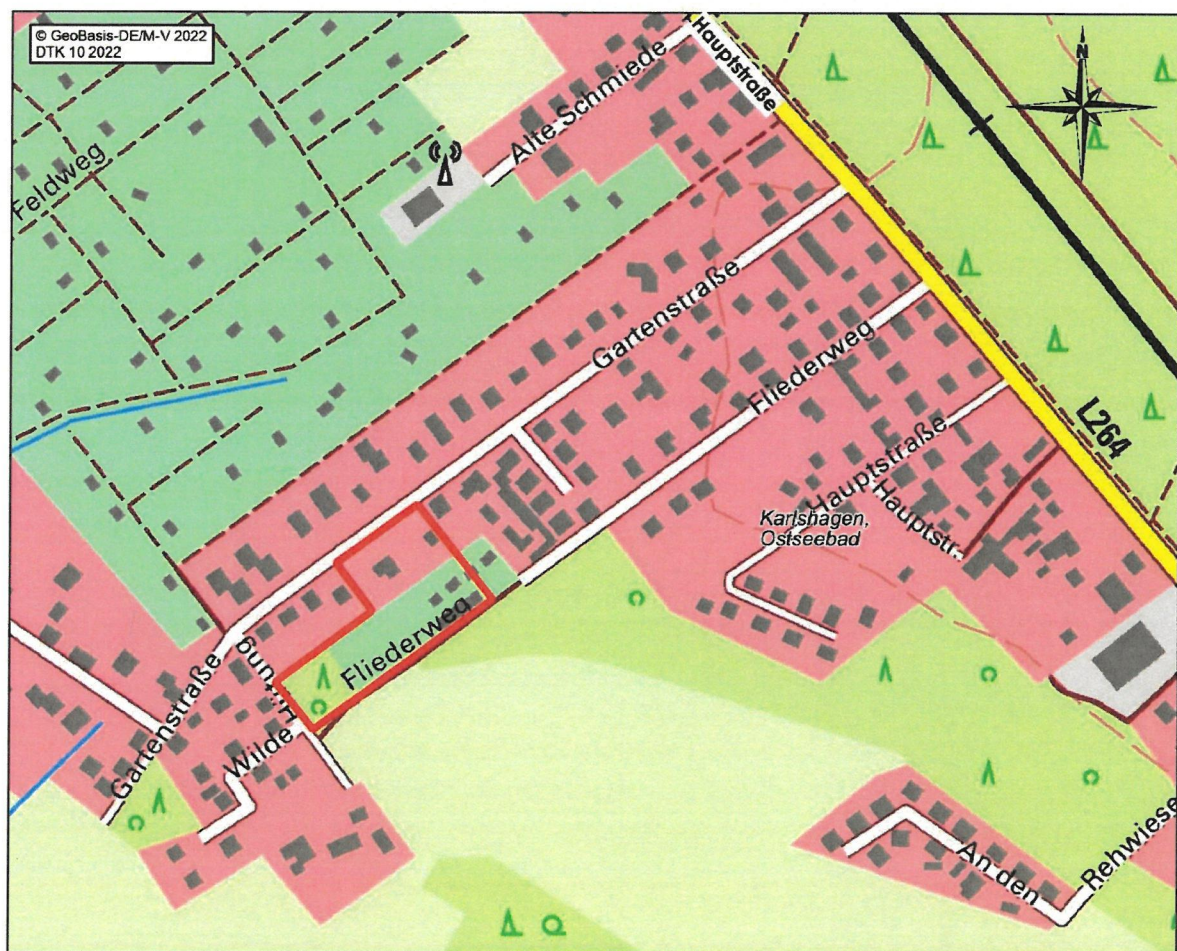 © GeoBasis-DE/M-V 2022
DTK 10 2022
Hauptstraße
N
Alte Schmiede
Feldweg
Gartenstraße
Fliederweg
L264
Hauptstraße
Hauptstr.
Karlshagen,
Ostseebad
Fliederweg
Gartenstraße
Wilde
Hufung
An den
Rehwiese